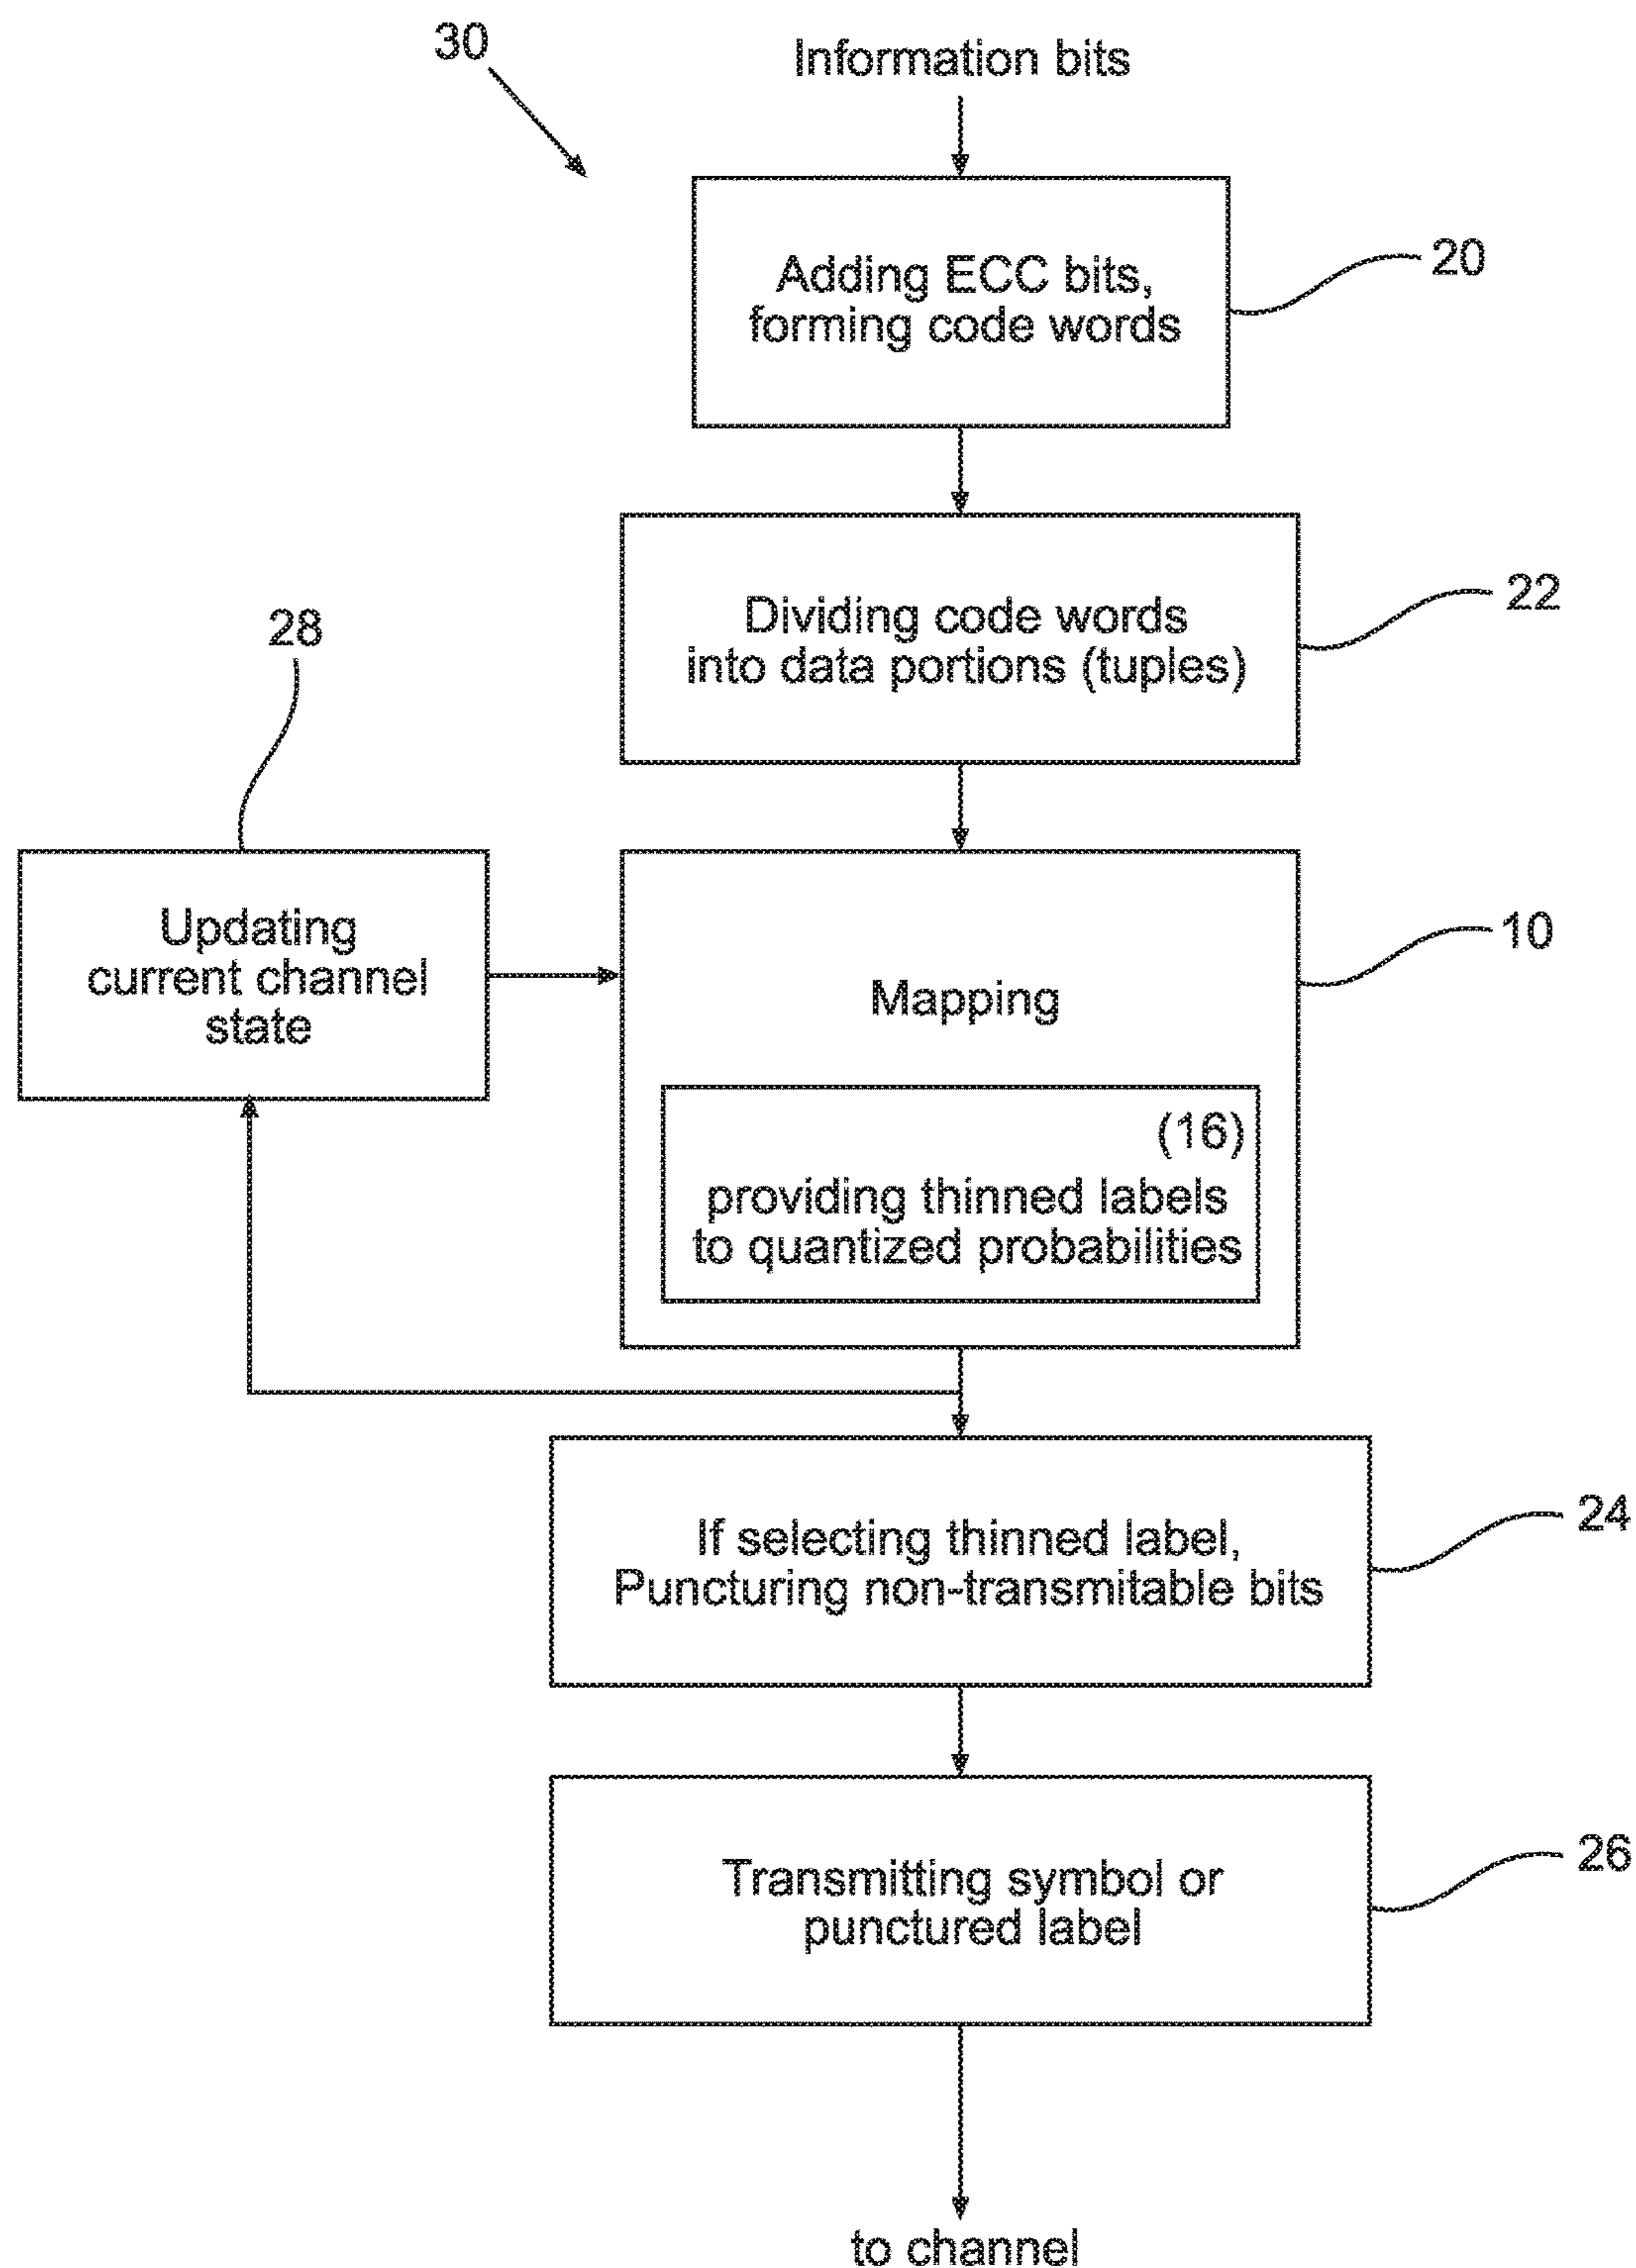 30
Information bits
Adding ECC bits,
forming code words
20
Dividing code words
into data portions (tuples)
22
28
Updating
current channel
state
Mapping
10
(16)
providing thinned labels
to quantized probabilities
If selecting thinned label,
Puncturing non-transmitable bits
24
Transmitting symbol or
punctured label
26
to channel